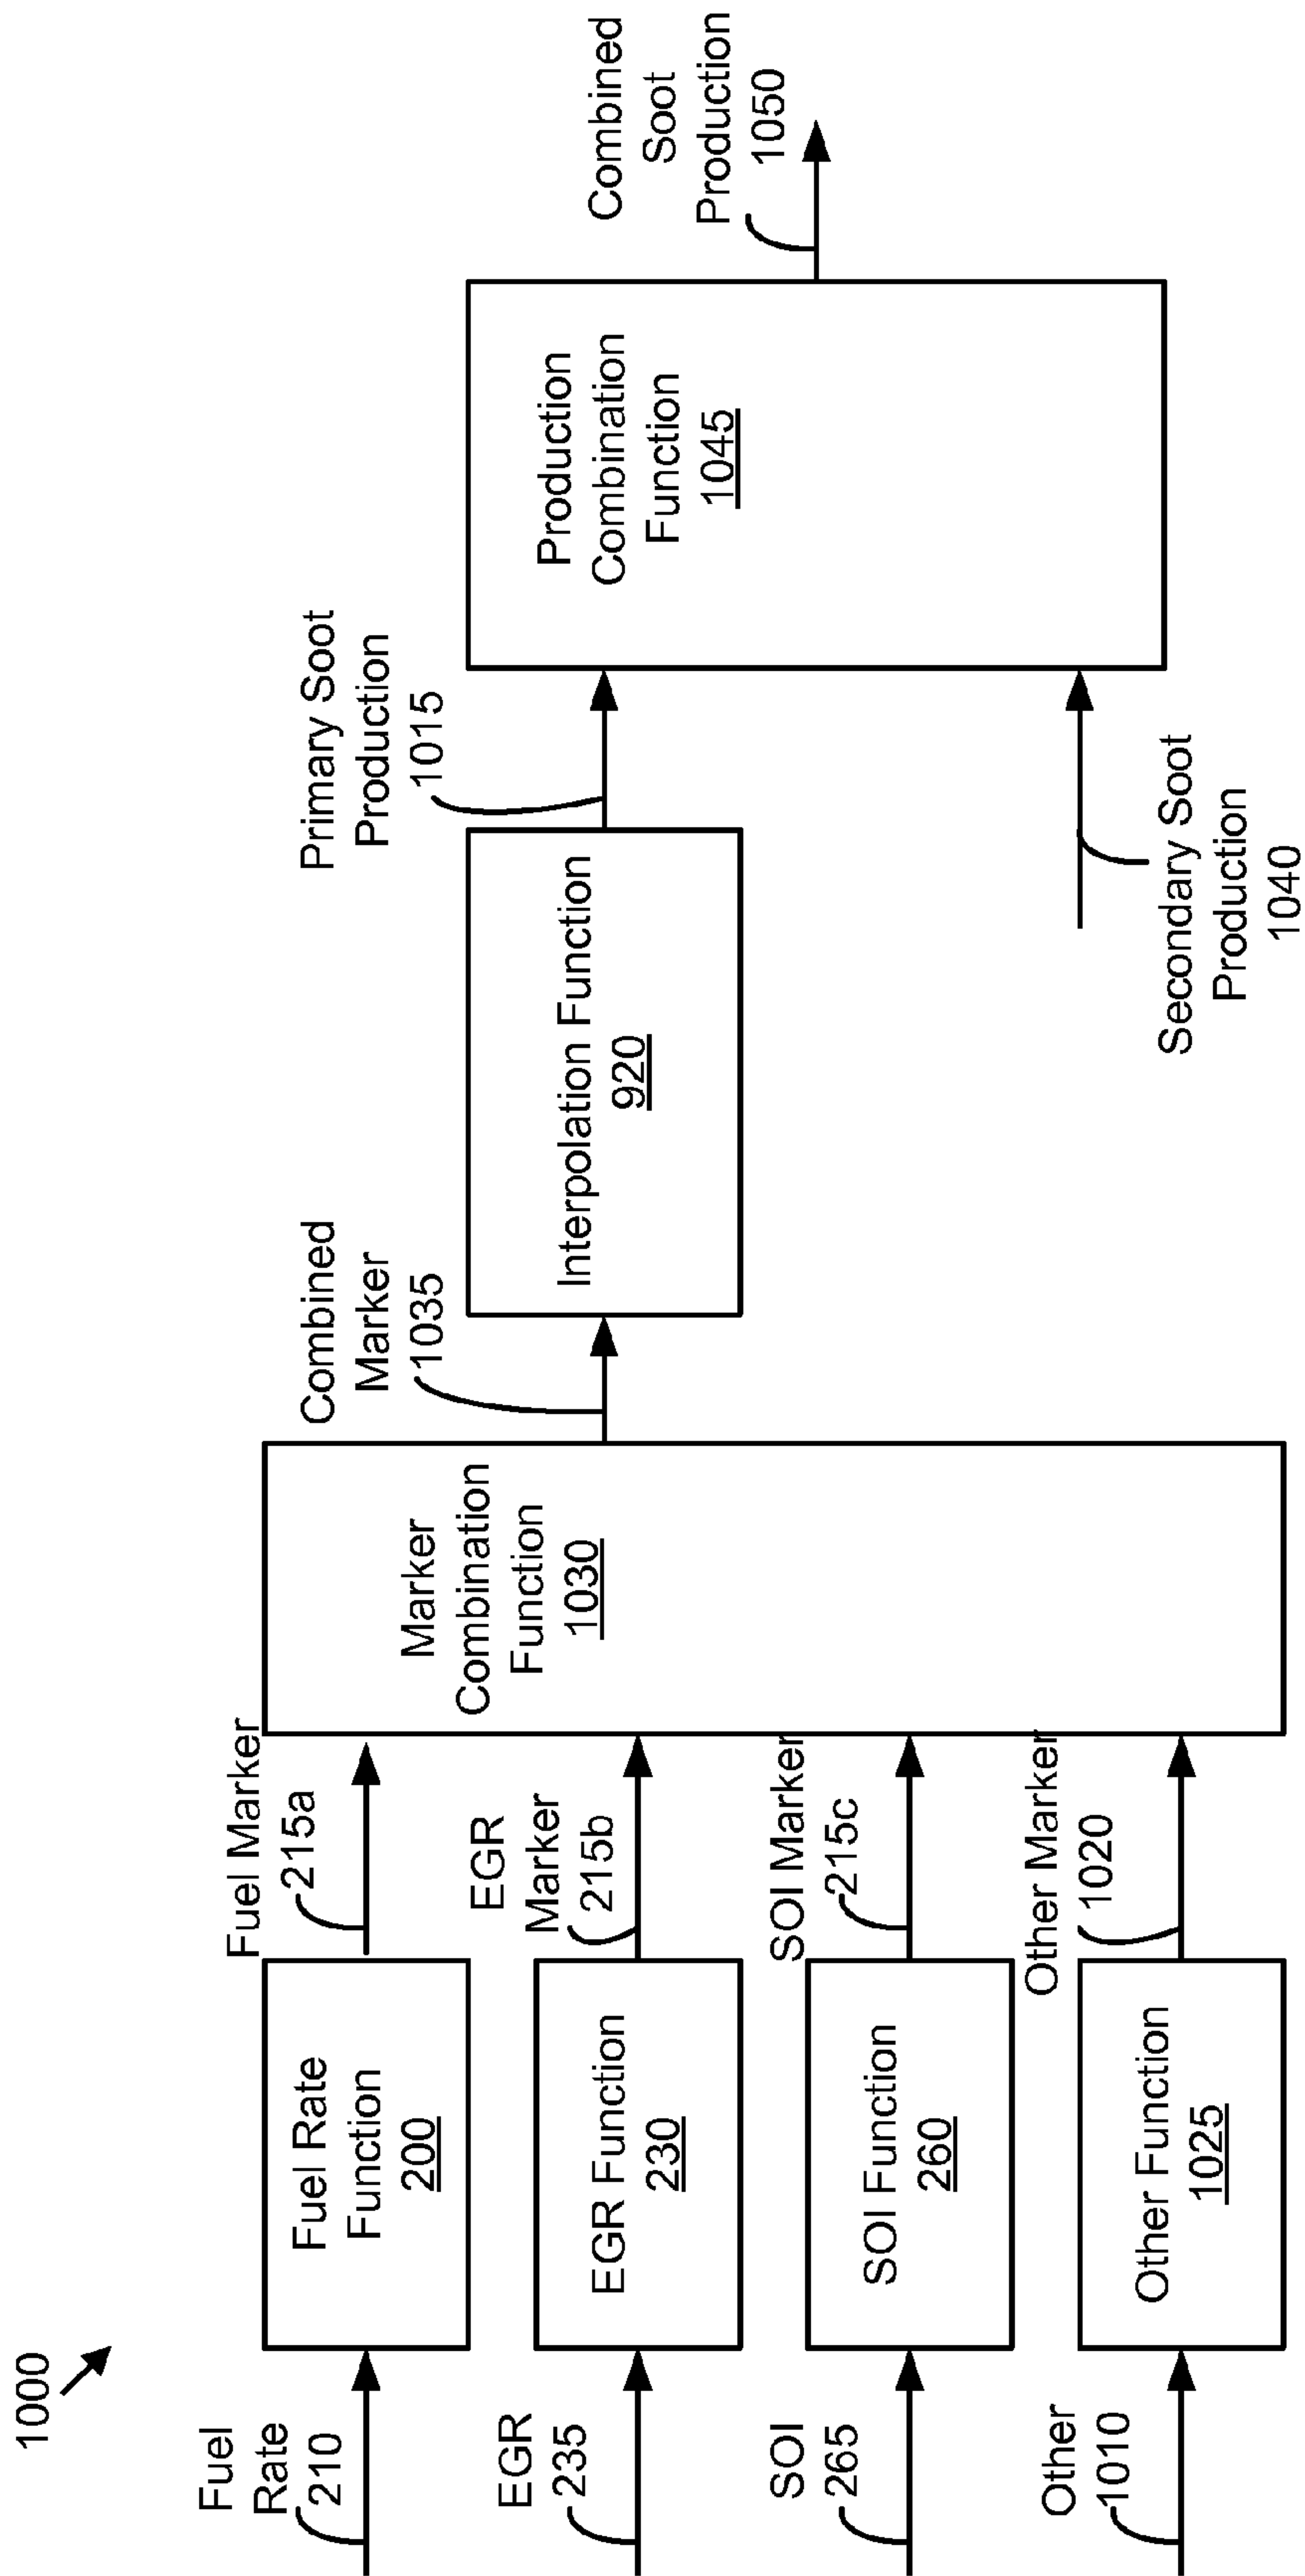 1000
Fuel
Rate
210
Fuel Rate
Function
200
Fuel Marker
215a
EGR
235
EGR Function
230
EGR
Marker
215b
SOI
265
SOI Function
260
SOI Marker
215c
Other
1010
Other Function
1025
Other Marker
1020
Marker
Combination
Function
1030
Combined
Marker
1035
Interpolation Function
920
Primary Soot
Production
1015
Secondary Soot
Production
1040
Production
Combination
Function
1045
Combined
Soot
Production
1050